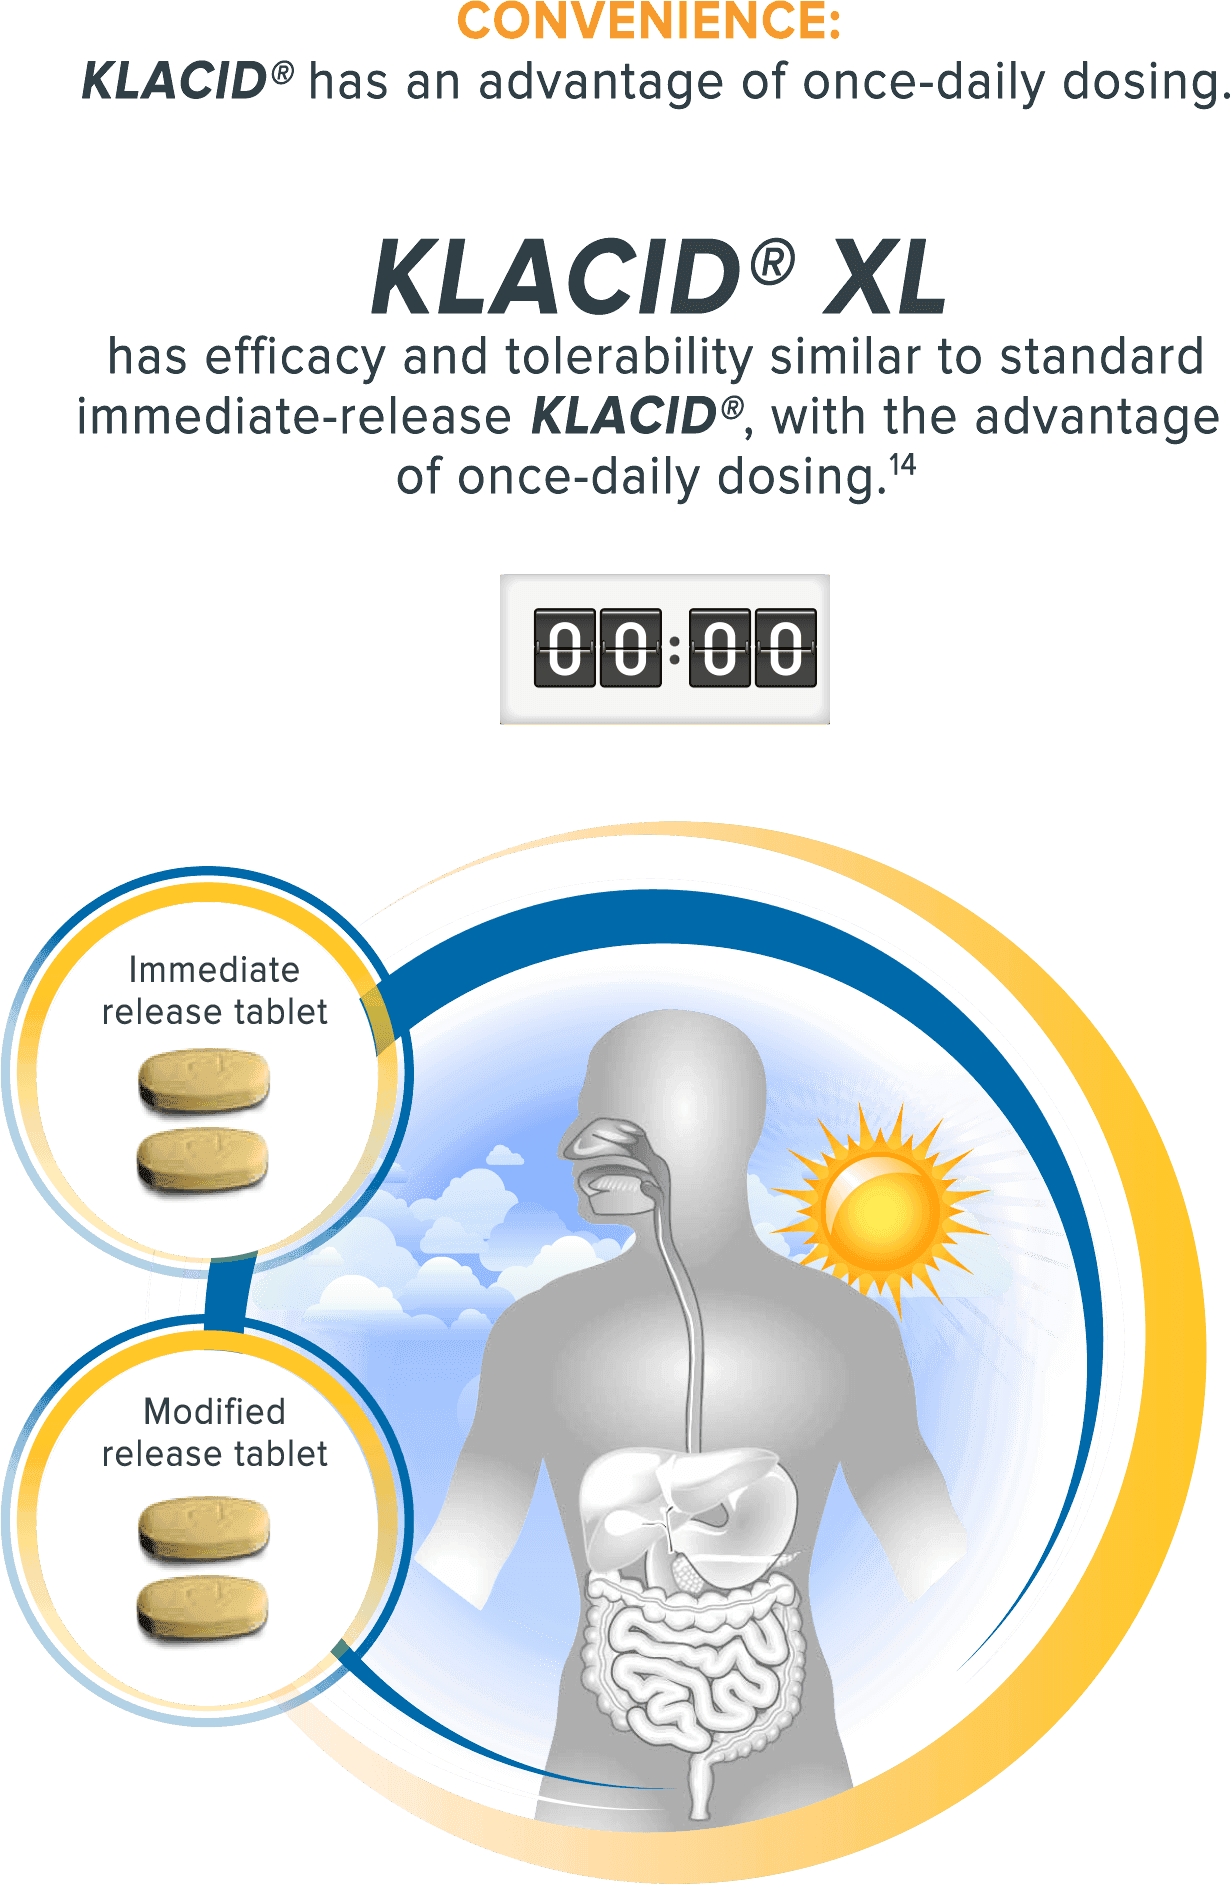 CONVENIENCE:
KLACID® has an advantage of once-daily dosing.
KLACID® XL
has efficacy and tolerability similar to standard
immediate-release KLACID®, with the advantage
of once-daily dosing.¹⁴
00:00
Immediate
release tablet
Modified
release tablet